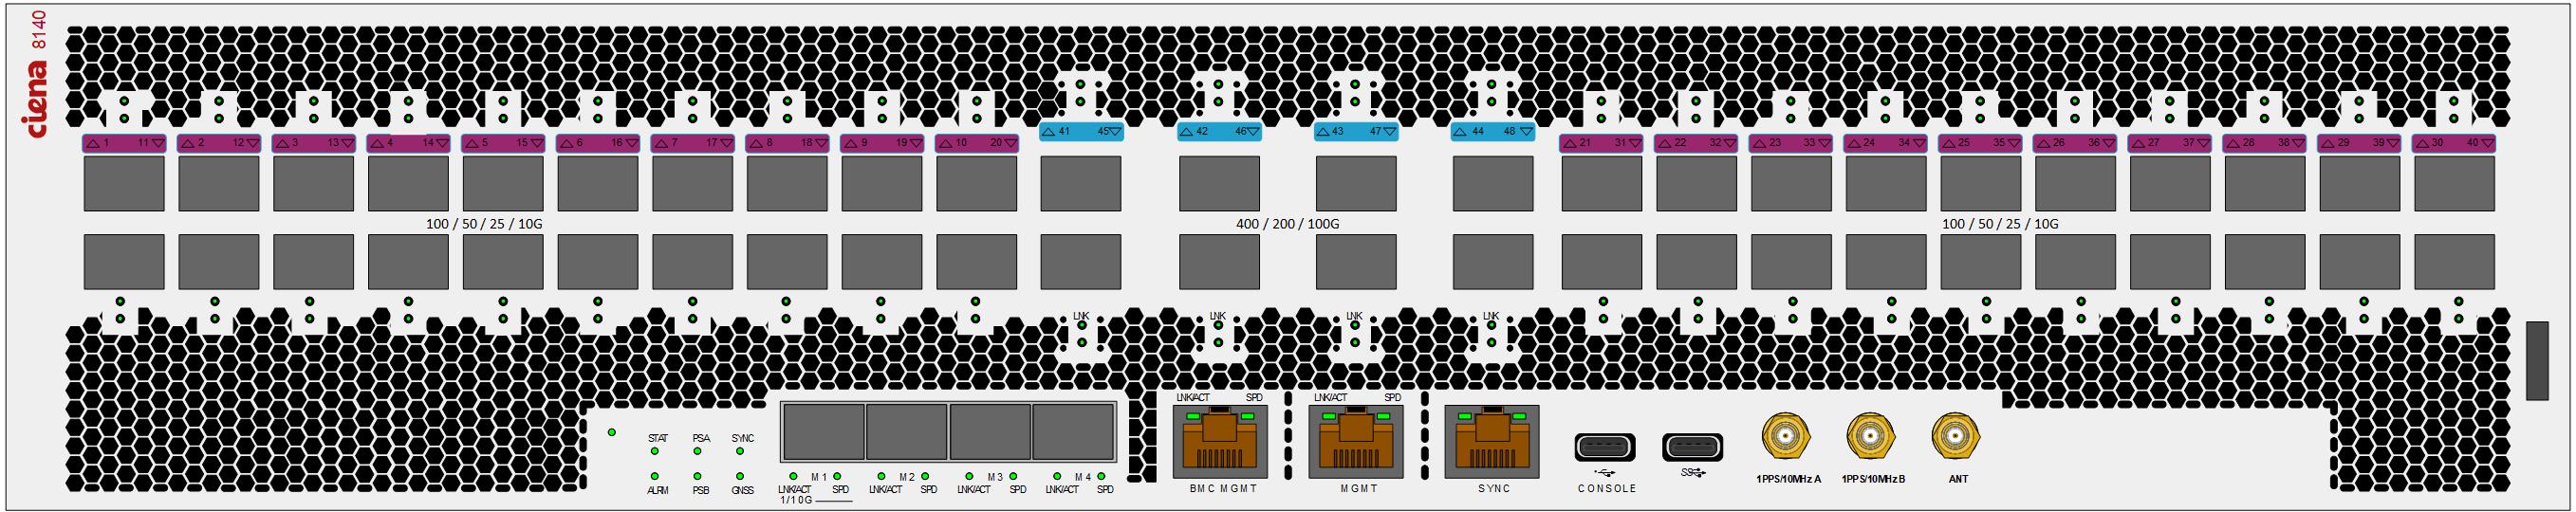 ciena 8140
△ 1 11 ▽ △ 2 12 ▽ △ 3 13 ▽ △ 4 14 ▽ △ 5 15 ▽ △ 6 16 ▽ △ 7 17 ▽ △ 8 18 ▽ △ 9 19 ▽ △ 10 20 ▽ △ 41 45 ▽ △ 42 46 ▽ △ 43 47 ▽ △ 44 48 ▽ △ 21 31 ▽ △ 22 32 ▽ △ 23 33 ▽ △ 24 34 ▽ △ 25 35 ▽ △ 26 36 ▽ △ 27 37 ▽ △ 28 38 ▽ △ 29 39 ▽ △ 30 40 ▽
100 / 50 / 25 / 10G 400 / 200 / 100G 100 / 50 / 25 / 10G
LNK LNK LNK LNK
LNK/ACT SPD LNK/ACT SPD
STAT PSA SYNC
M 1 M 2 M 3 M 4
ALRM PSB GNSS LNK/ACT SPD LNK/ACT SPD LNK/ACT SPD LNK/ACT SPD
1/10G
BMC MGMT MGMT SYNC
SS
CONSOLE
1PPS/10MHz A 1PPS/10MHz B ANT